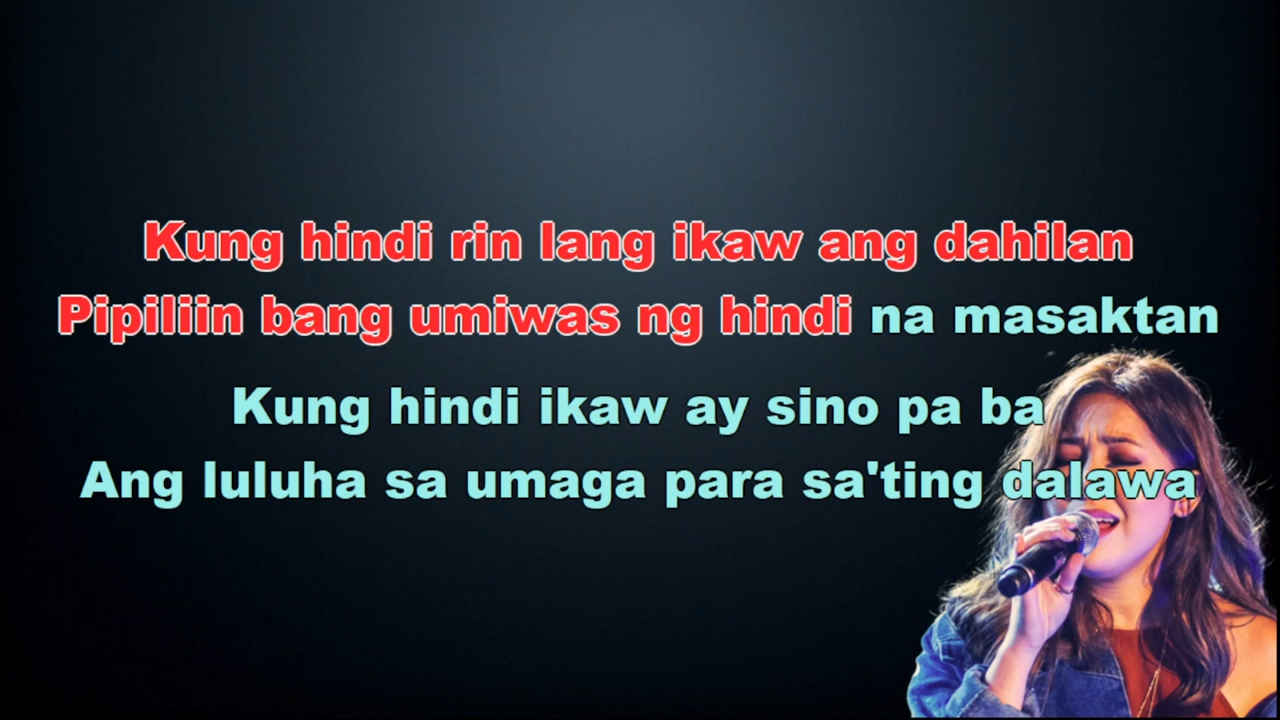 Kung hindi rin lang ikaw ang dahilan
Pipiliin bang umiwas ng hindi na masaktan
Kung hindi ikaw ay sino pa ba
Ang luluha sa umaga para sa'ting dalawa